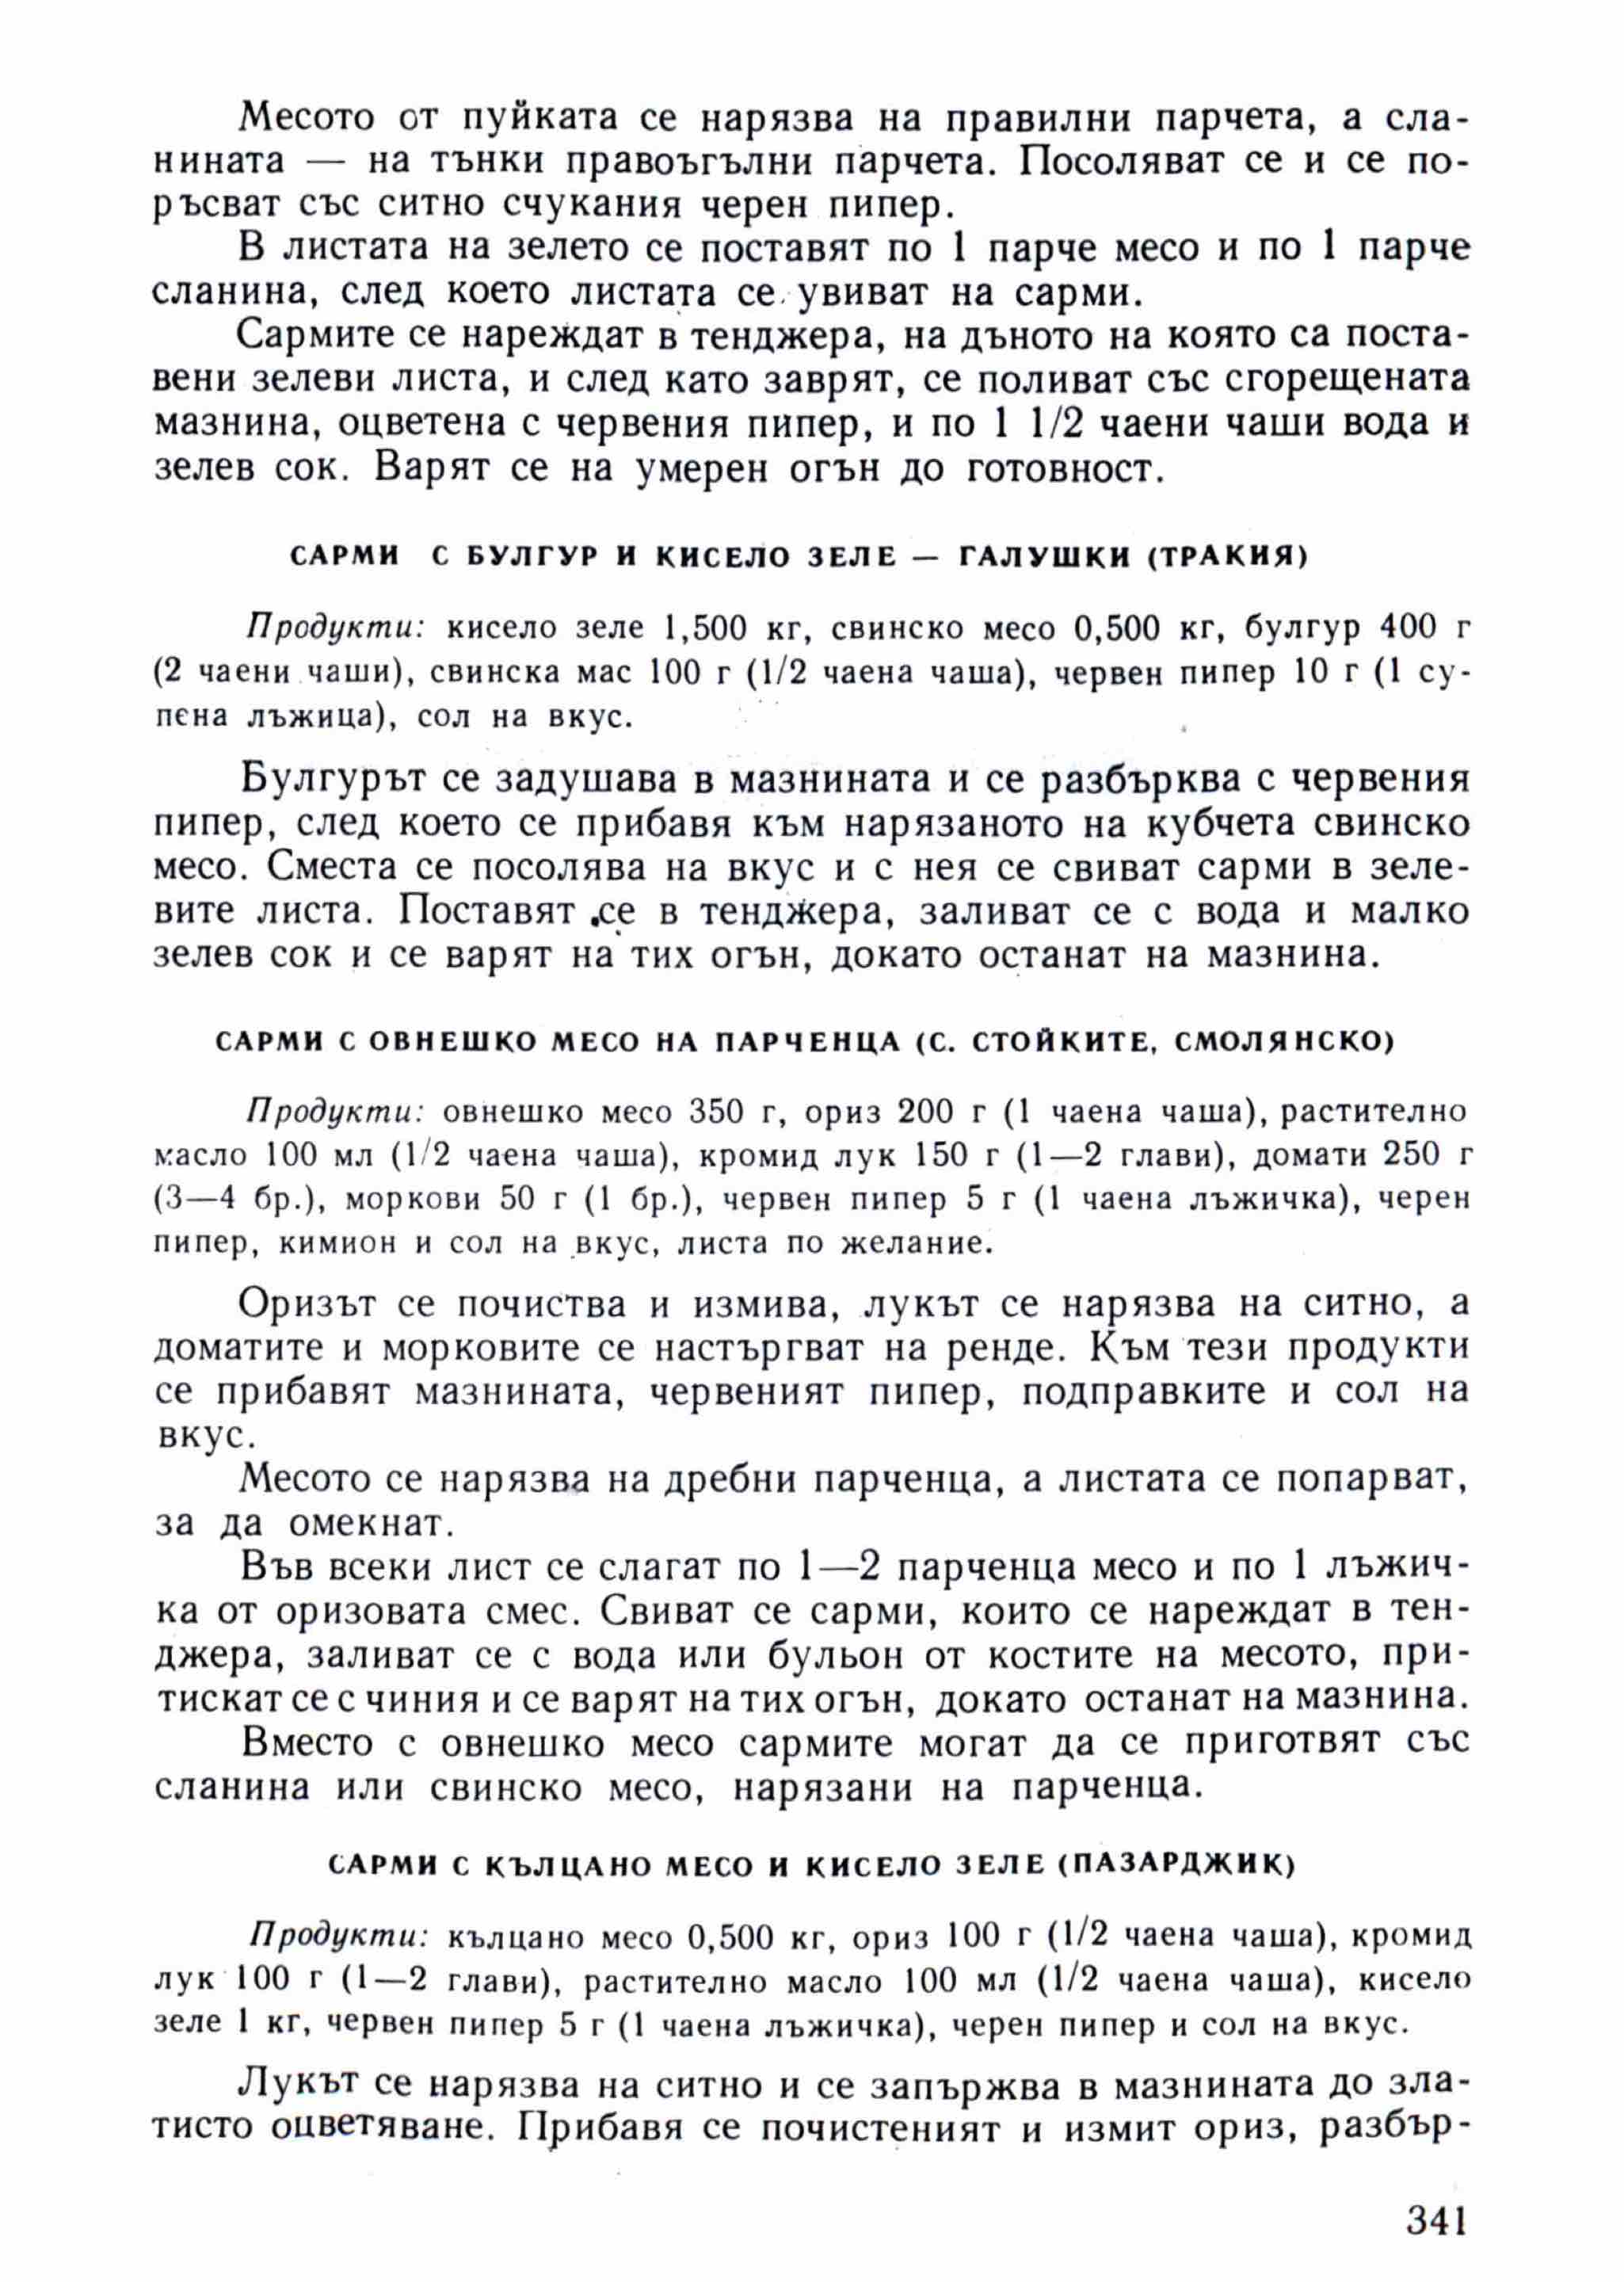 Месото от пуйката се нарязва на правилни парчета, а сла-
нината — на тънки правоъгълни парчета. Посоляват се и се по-
ръсват със ситно счукания черен пипер.
В листата на зелето се поставят по 1 парче месо и по 1 парче
сланина, след което листата се увиват на сарми.
Сармите се нареждат в тенджера, на дъното на която са поста-
вени зелеви листа, и след като заврят, се поливат със сгорещената
мазнина, оцветена с червения пипер, и по 1 1/2 чаени чаши вода и
зелев сок. Варят се на умерен огън до готовност.
САРМИ С БУЛГУР И КИСЕЛО ЗЕЛЕ — ГАЛУШКИ (ТРАКИЯ)
Продукти: кисело зеле 1,500 кг, свинско месо 0,500 кг, булгур 400 г
(2 чаени чаши), свинска мас 100 г (1/2 чаена чаша), червен пипер 10 г (1 су-
пена лъжица), сол на вкус.
Булгурът се задушава в мазнината и се разбърква с червения
пипер, след което се прибавя към нарязаното на кубчета свинско
месо. Сместа се посолява на вкус и с нея се свиват сарми в зеле-
вите листа. Поставят се в тенджера, заливат се с вода и малко
зелев сок и се варят на тих огън, докато останат на мазнина.
САРМИ С ОВНЕШКО МЕСО НА ПАРЧЕНЦА (С. СТОЙКИТЕ, СМОЛЯНСКО)
Продукти: овнешко месо 350 г, ориз 200 г (1 чаена чаша), растително
масло 100 мл (1/2 чаена чаша), кромид лук 150 г (1—2 глави), домати 250 г
(3—4 бр.), моркови 50 г (1 бр.), червен пипер 5 г (1 чаена лъжичка), черен
пипер, кимион и сол на вкус, листа по желание.
Оризът се почиства и измива, лукът се нарязва на ситно, а
доматите и морковите се настъргват на ренде. Към тези продукти
се прибавят мазнината, червеният пипер, подправките и сол на
вкус.
Месото се нарязва на дребни парченца, а листата се попарват,
за да омекнат.
Във всеки лист се слагат по 1—2 парченца месо и по 1 лъжич-
ка от оризовата смес. Свиват се сарми, които се нареждат в тен-
джера, заливат се с вода или бульон от костите на месото, при-
тискат се с чиния и се варят на тих огън, докато останат на мазнина.
Вместо с овнешко месо сармите могат да се приготвят със
сланина или свинско месо, нарязани на парченца.
САРМИ С КЪЛЦАНО МЕСО И КИСЕЛО ЗЕЛЕ (ПАЗАРДЖИК)
Продукти: кълцано месо 0,500 кг, ориз 100 г (1/2 чаена чаша), кромид
лук 100 г (1—2 глави), растително масло 100 мл (1/2 чаена чаша), кисело
зеле 1 кг, червен пипер 5 г (1 чаена лъжичка), черен пипер и сол на вкус.
Лукът се нарязва на ситно и се запържва в мазнината до зла-
тисто оцветяване. Прибавя се почистеният и измит ориз, разбър-
341